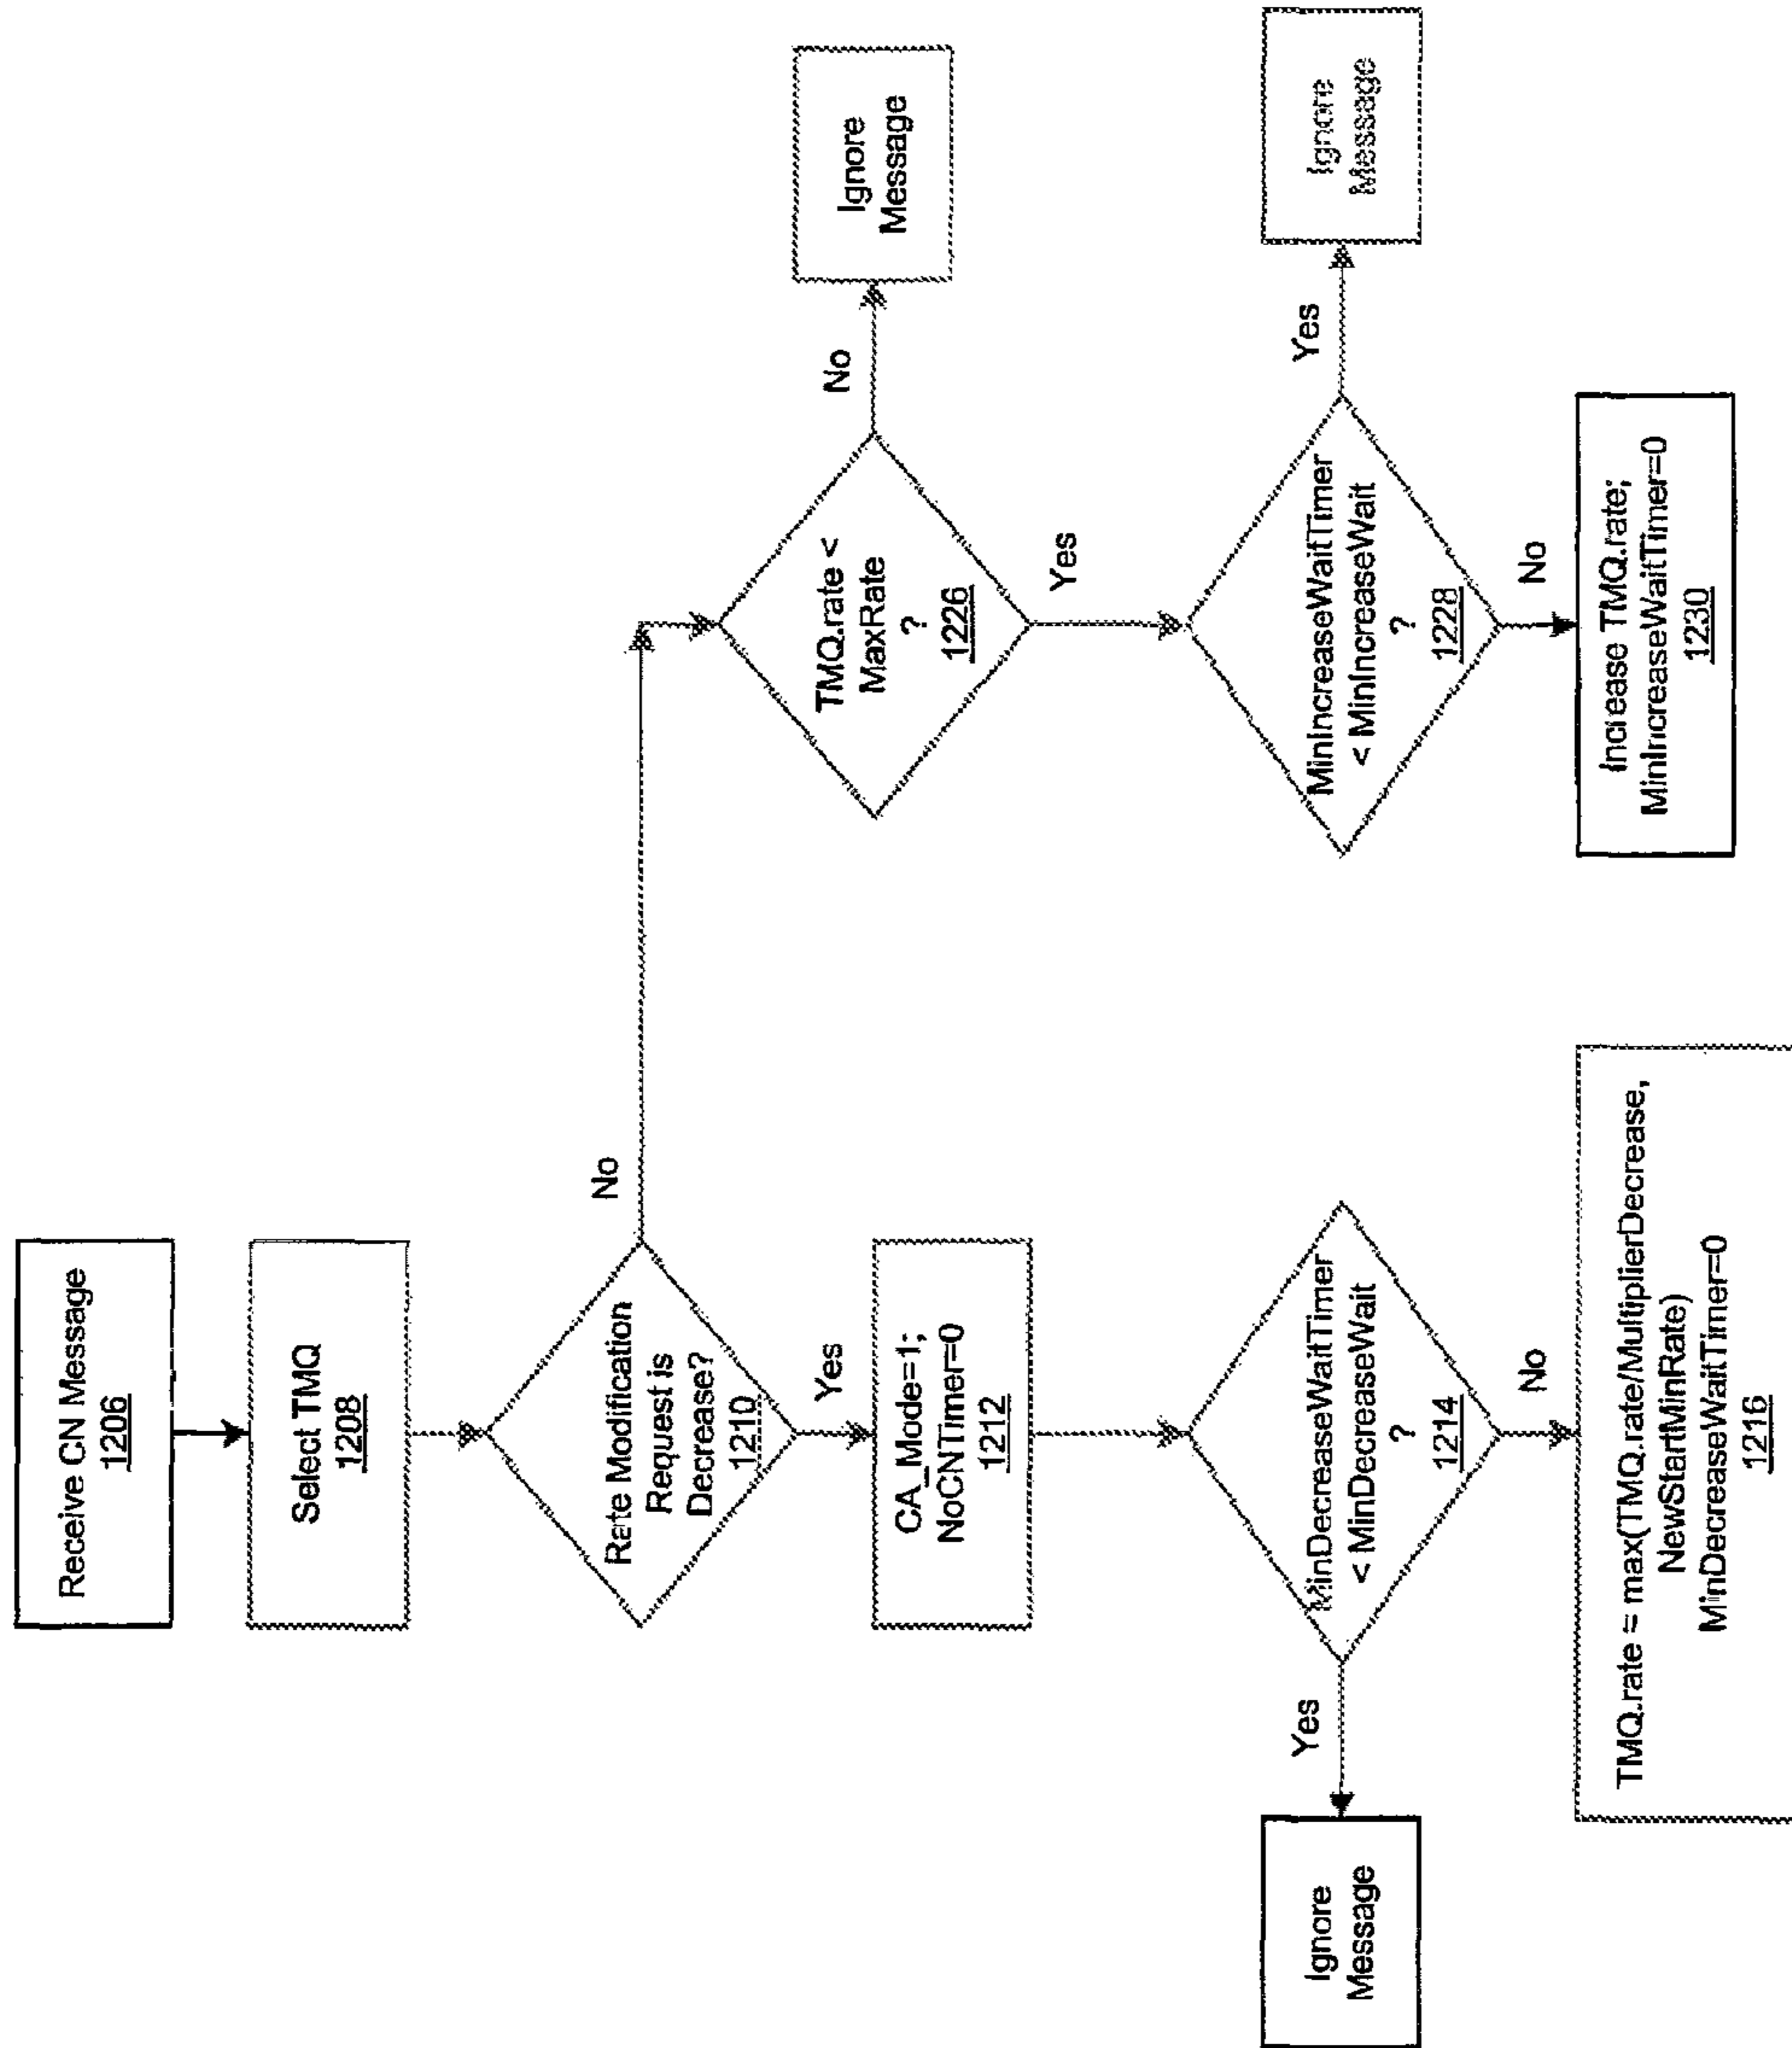 Receive CN Message
1206
Select TMQ
1208
Rate Modification
Request is
Decrease?
1210
No
Yes
CA_Mode=1;
NoCNTimer=0
1212
MinDecreaseWaitTimer
< MinDecreaseWait
?
1214
Yes
Ignore
Message
No
TMQ.rate = max(TMQ.rate/MultiplierDecrease,
NewStartMinRate)
MinDecreaseWaitTimer=0
1216
TMQ.rate <
MaxRate
?
1226
No
Ignore
Message
Yes
MinIncreaseWaitTimer
< MinIncreaseWait
?
1228
Yes
Ignore
Message
No
Increase TMQ.rate;
MinIncreaseWaitTimer=0
1230